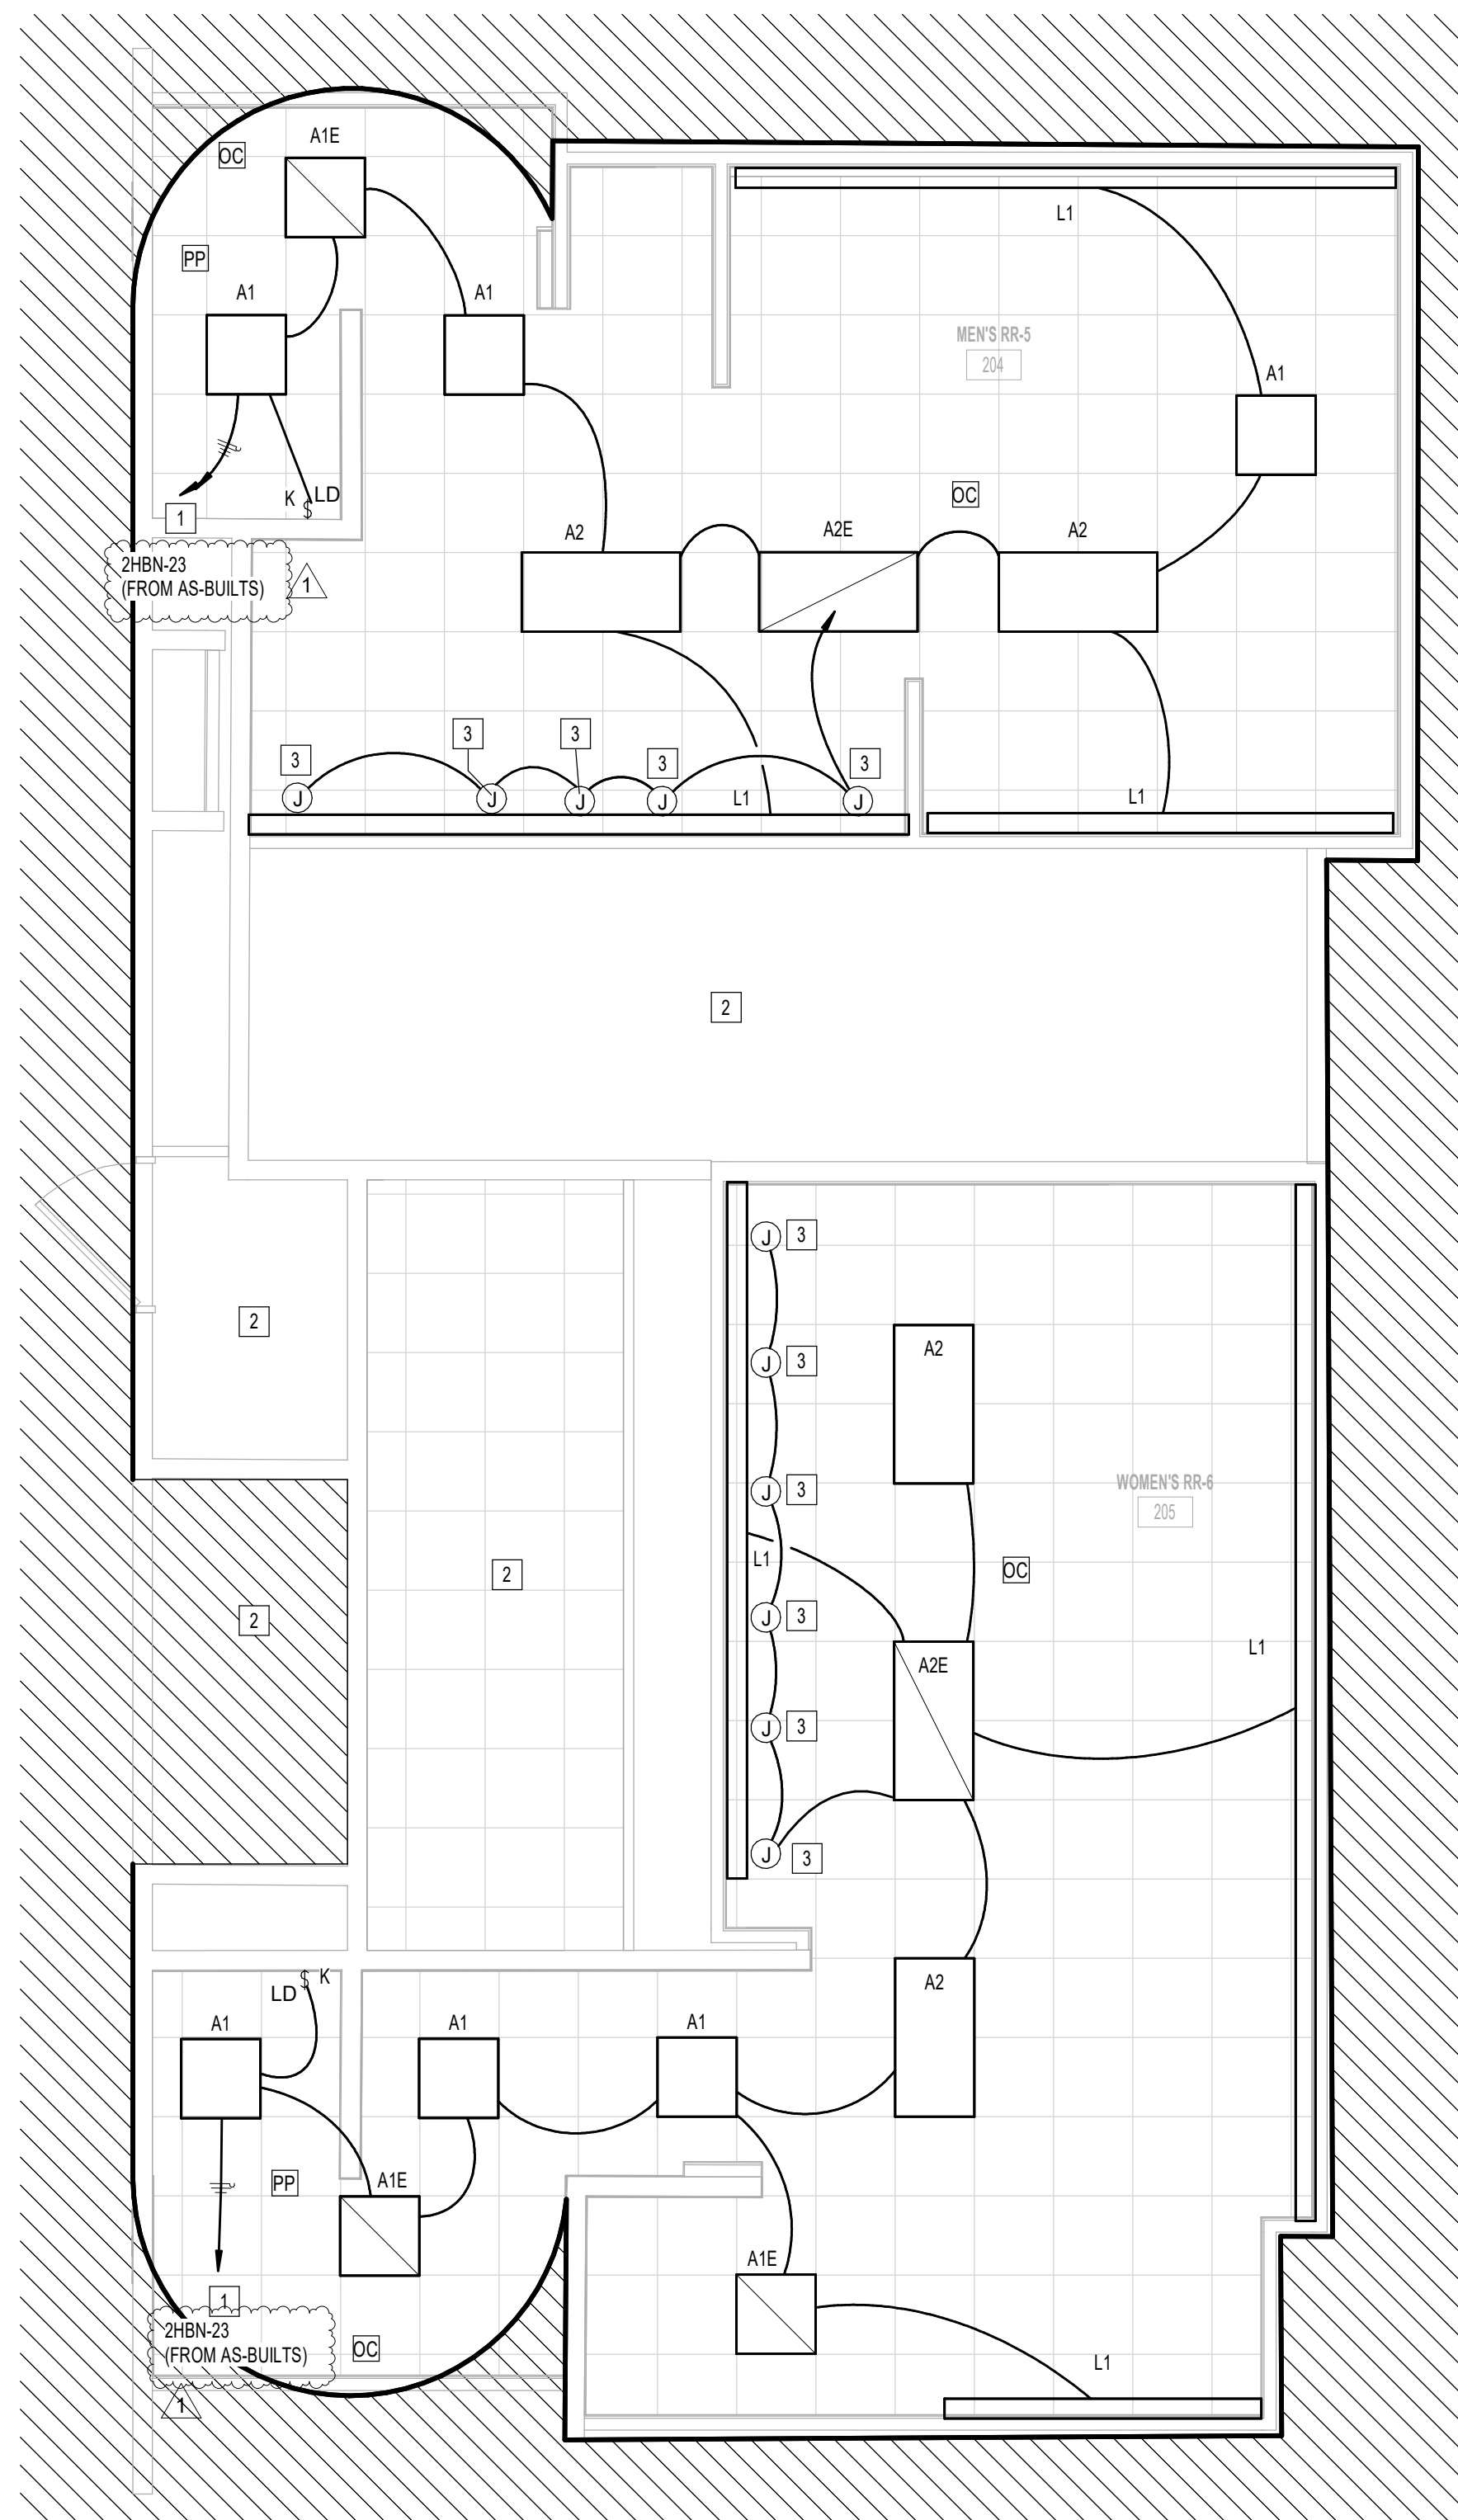 A1E
OC
PP
A1
A1
L1
MEN'S RR-5
204
A1
K
$
LD
OC
1
A2
A2E
A2
2HBN-23
(FROM AS-BUILTS)
1
3
3
3
3
3
J
J
J
J
J
L1
L1
2
J
3
2
J
3
A2
WOMEN'S RR-6
205
J
3
L1
OC
2
2
J
3
A2E
L1
J
3
J
3
$
K
LD
A2
A1
A1
A1
PP
A1E
A1E
1
2HBN-23
(FROM AS-BUILTS)
OC
L1
1